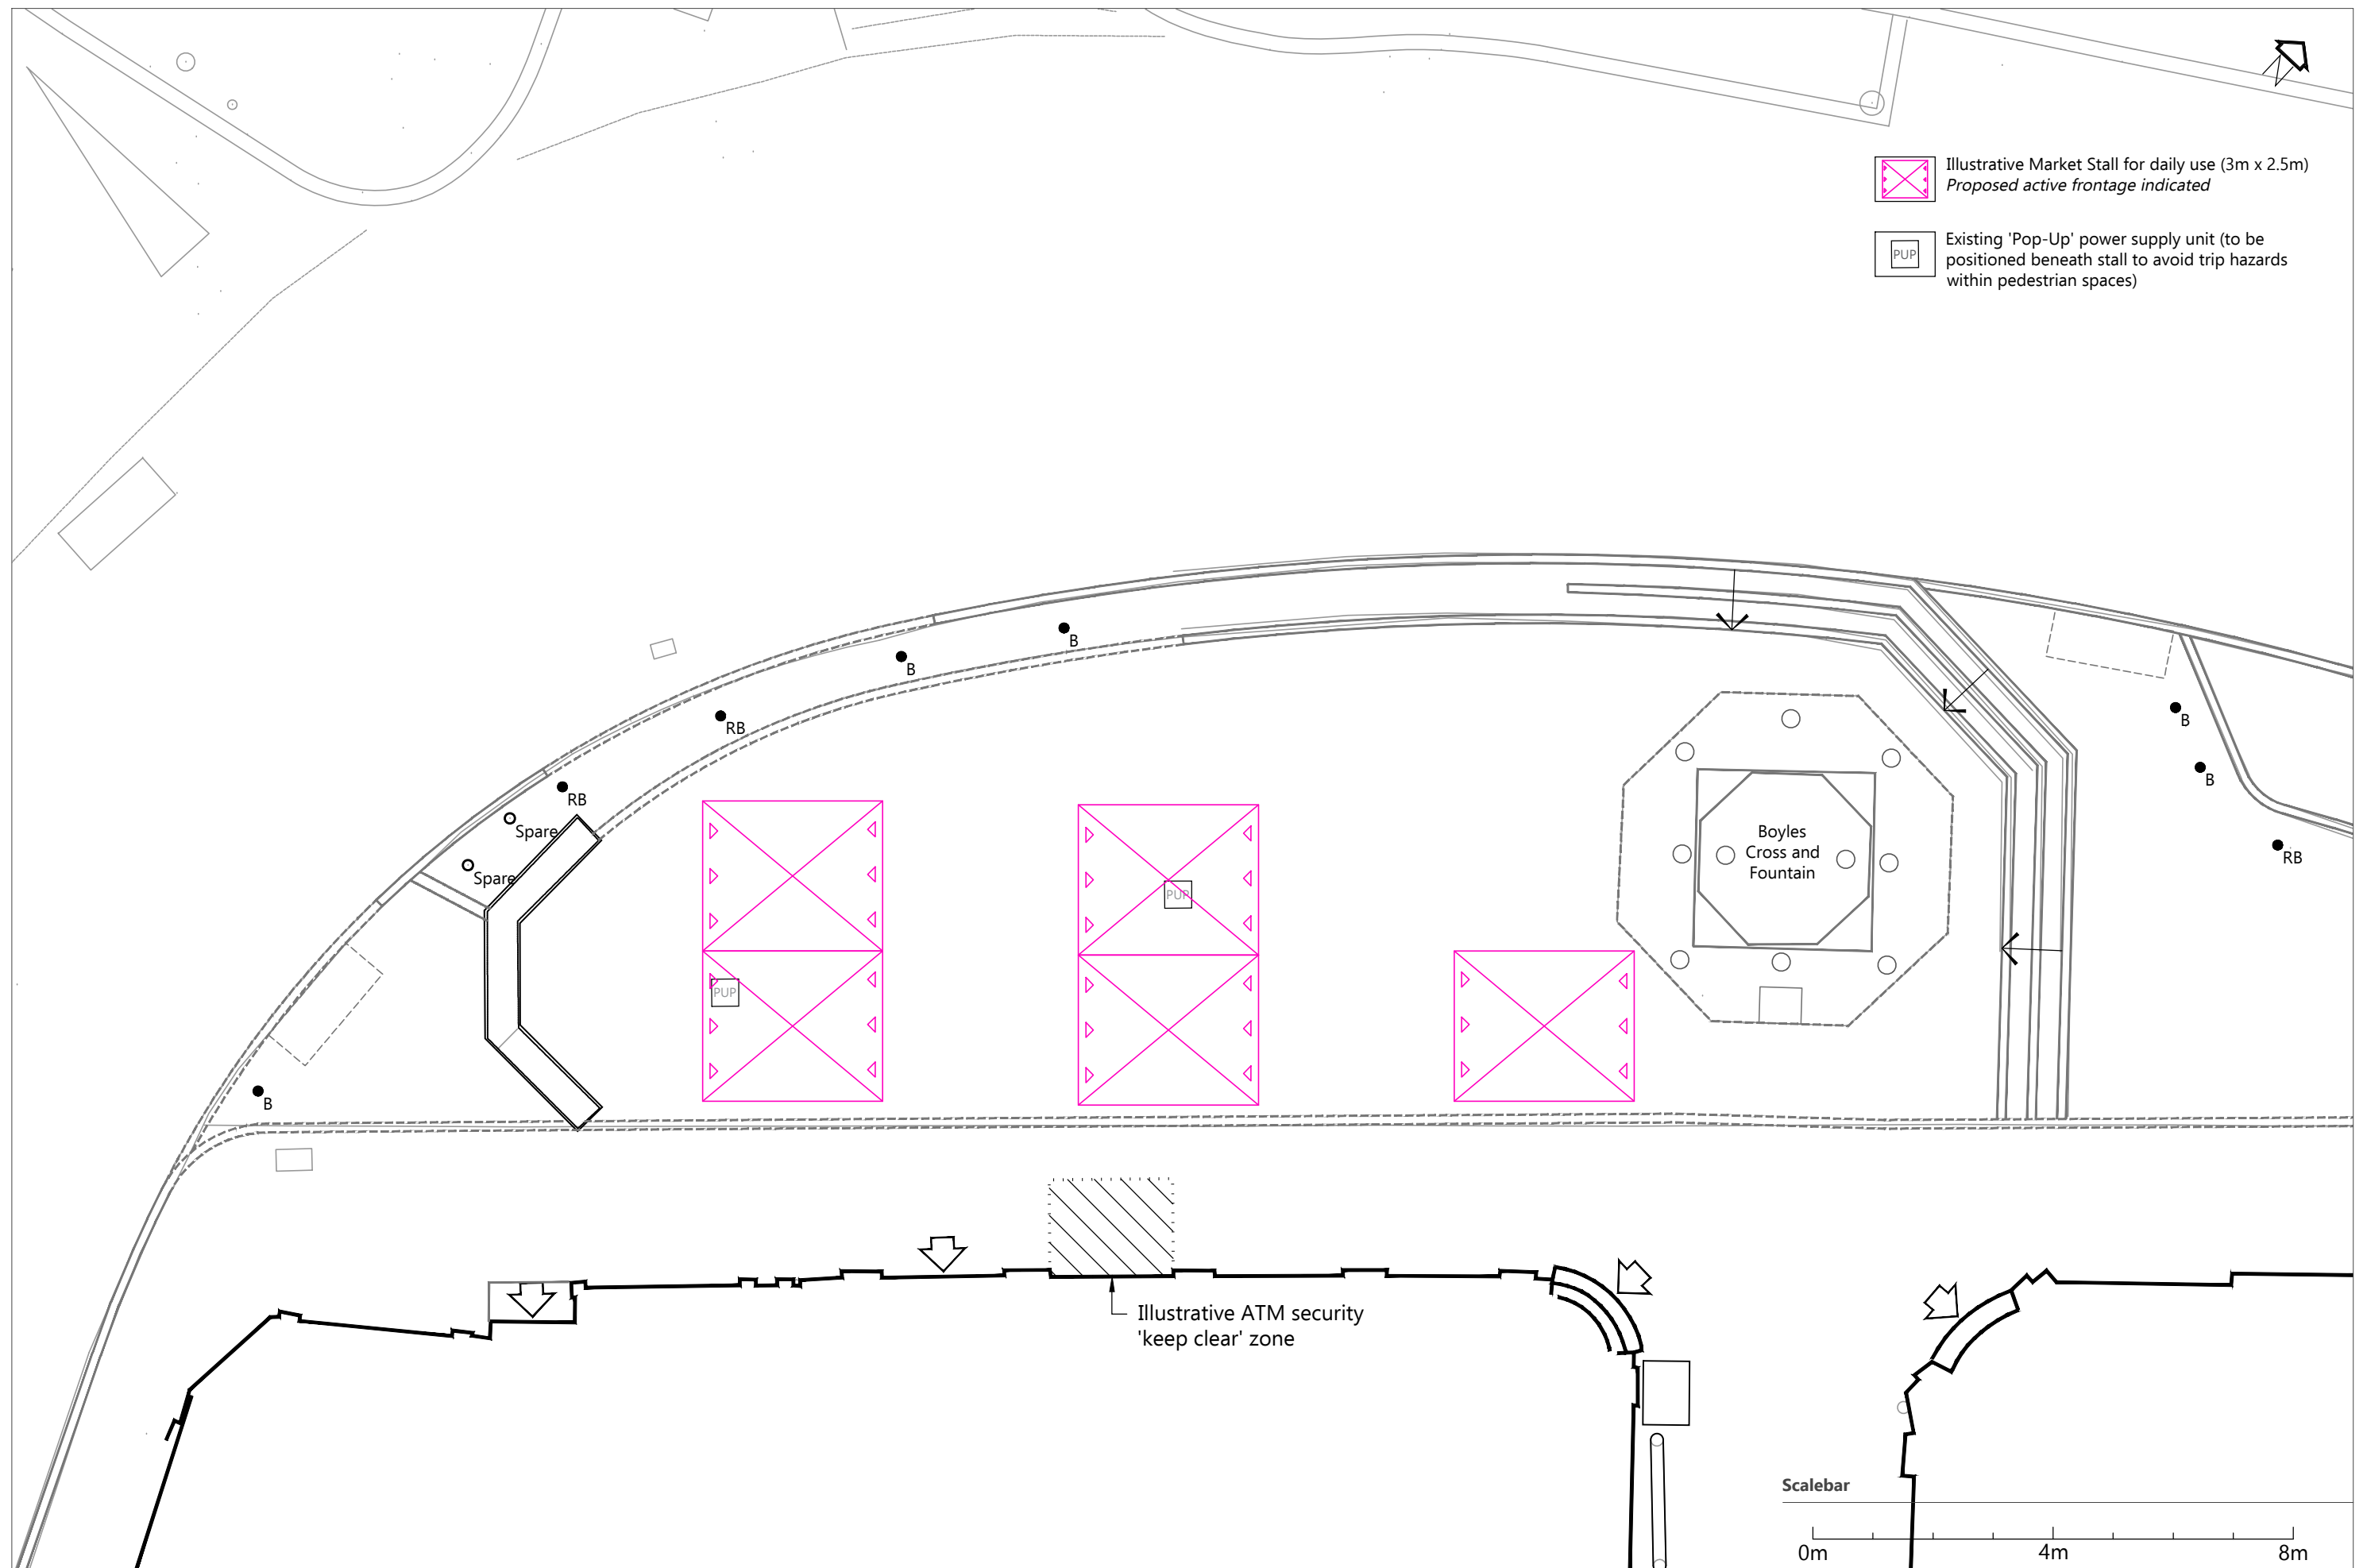 Illustrative Market Stall for daily use (3m x 2.5m)
Proposed active frontage indicated
Existing 'Pop-Up' power supply unit (to be
PUP
positioned beneath stall to avoid trip hazards
within pedestrian spaces)
B
B
RB
B
B
RB
Spare
Spare
Boyles
Cross and
Fountain
RB
PUP
PUP
B
Illustrative ATM security
'keep clear' zone
Scalebar
0m
4m
8m